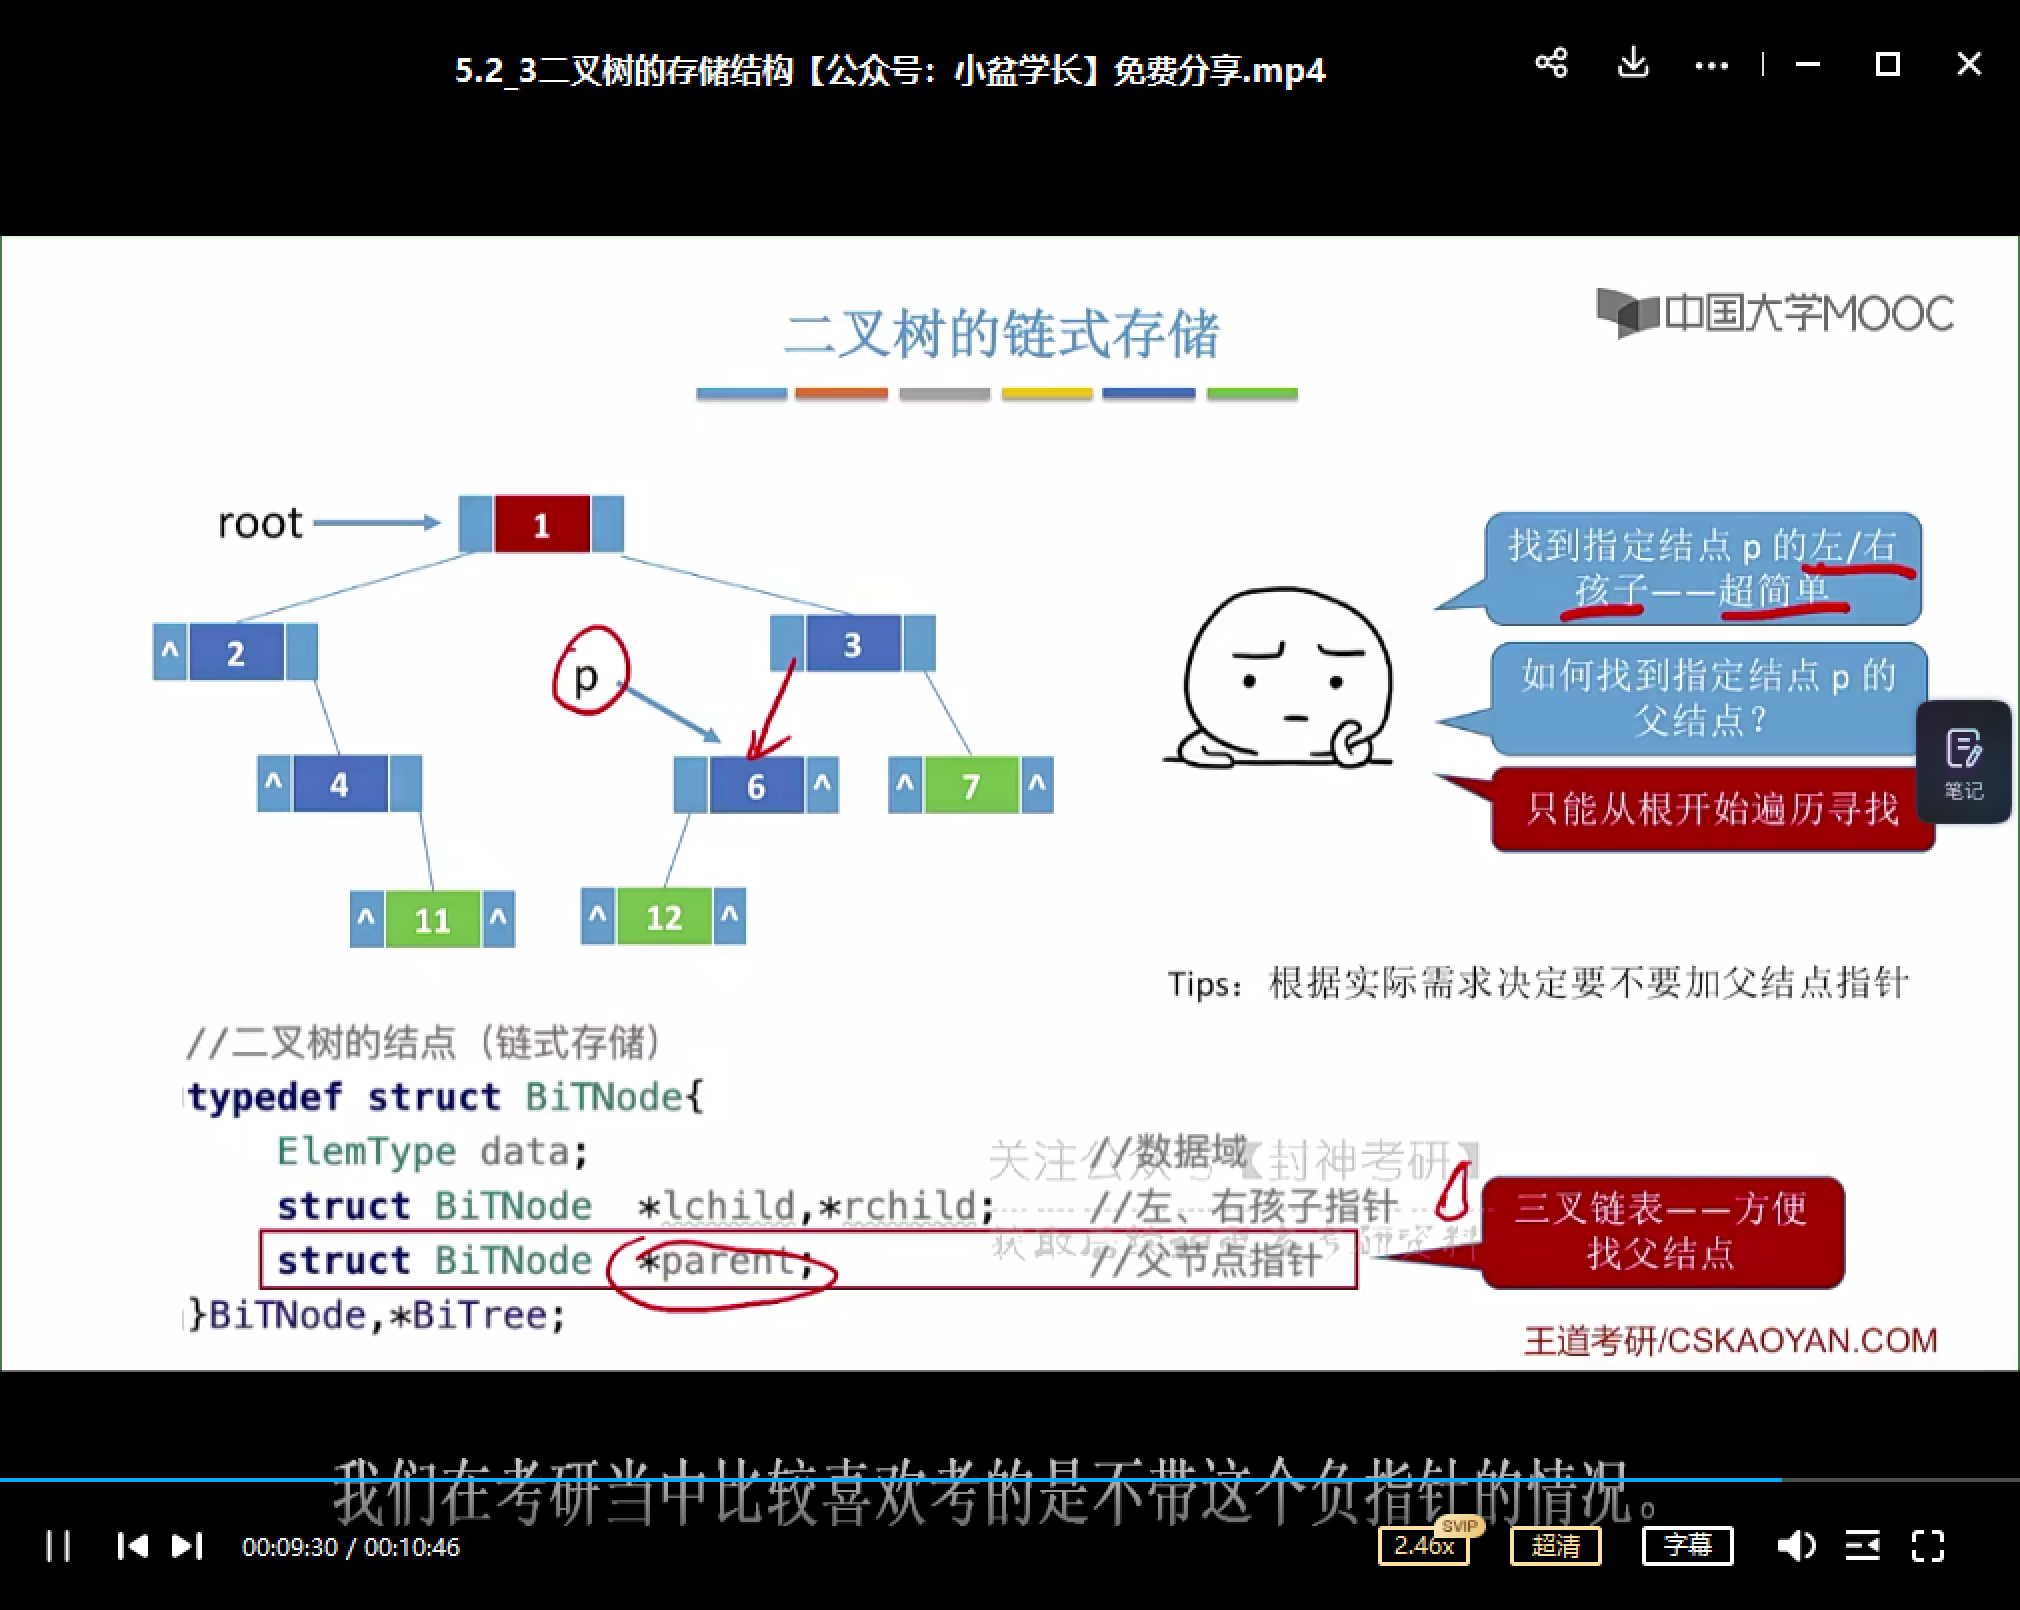 5.2_3二叉树的存储结构【公众号：小盆学长】免费分享.mp4
中国大学MOOC
二叉树的链式存储
root
1
^ 2
3
p
^ 4
6 ^
^ 7 ^
^ 11 ^
^ 12 ^
找到指定结点 p 的左/右
孩子——超简单
如何找到指定结点 p 的
父结点？
只能从根开始遍历寻找
笔记
Tips：根据实际需求决定要不要加父结点指针
//二叉树的结点（链式存储）
typedef struct BiTNode{
ElemType data; //数据域
关注公众号【封神考研】
struct BiTNode *lchild,*rchild; //左、右孩子指针
struct BiTNode *parent; //父节点指针
}BiTNode,*BiTree;
三叉链表——方便
找父结点
王道考研/CSKAOYAN.COM
我们在考研当中比较喜欢考的是不带这个负指针的情况。
00:09:30 / 00:10:46
2.46x
SVIP
超清
字幕